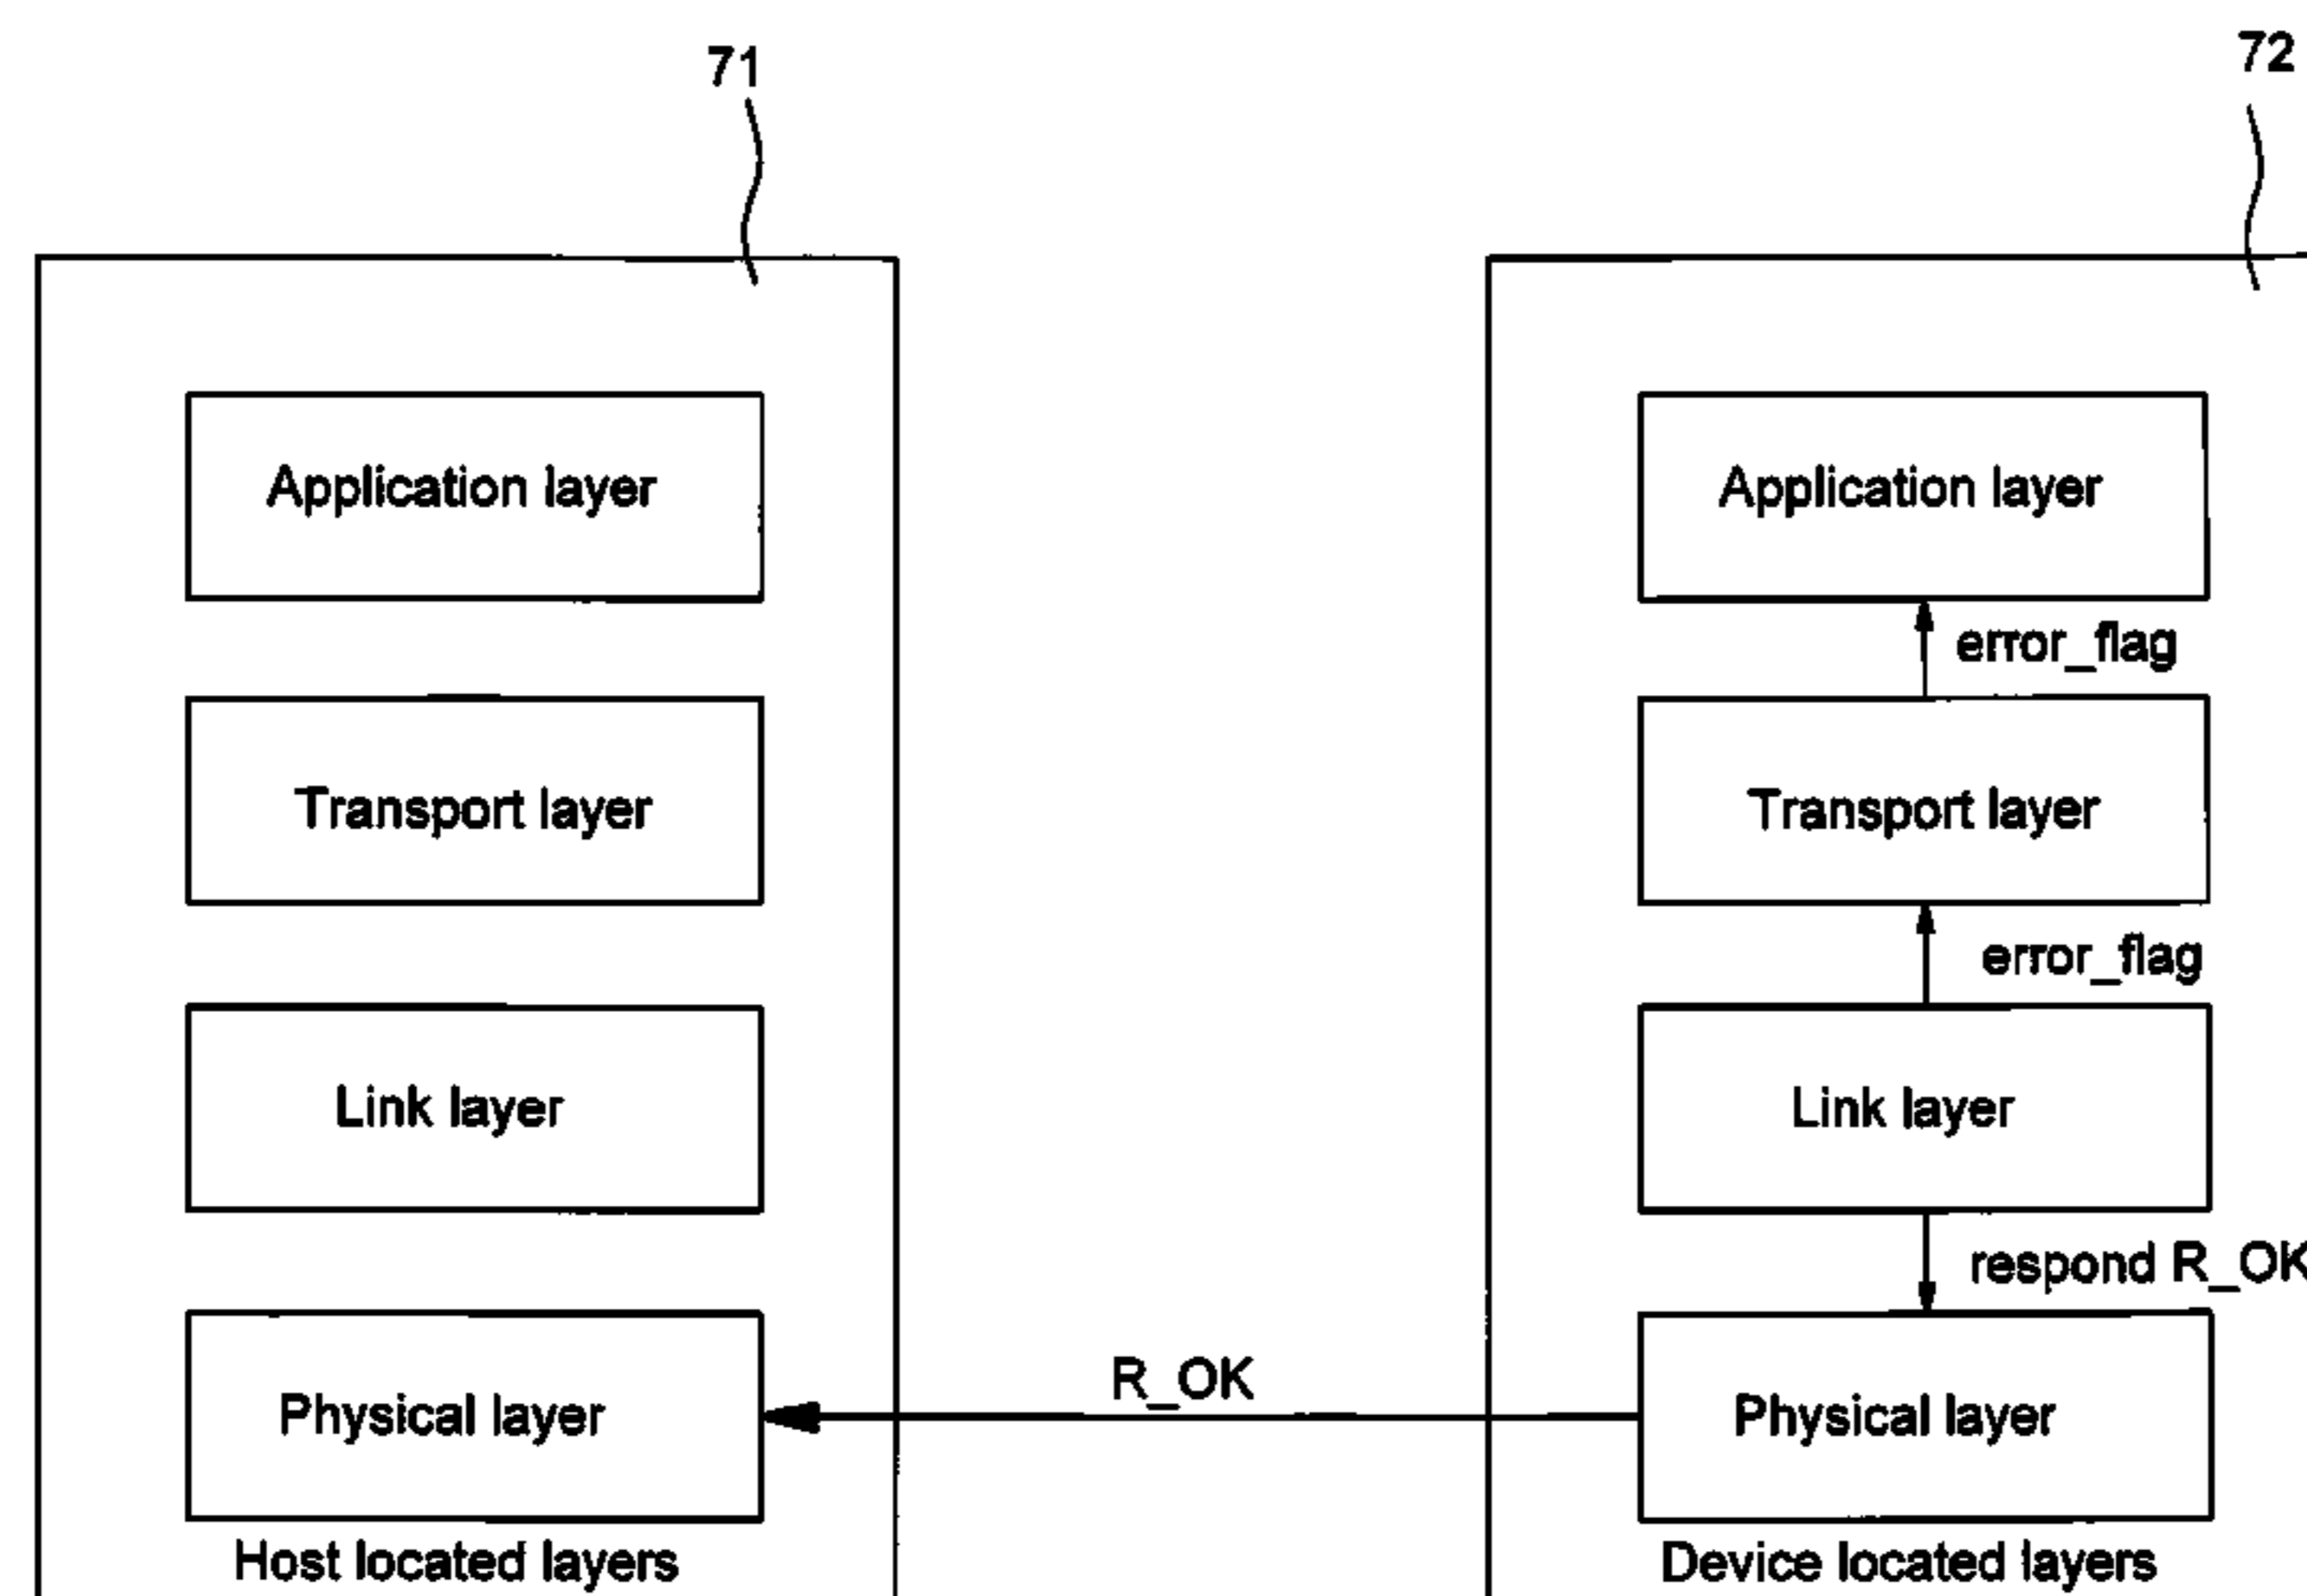 71
72
Application layer
Application layer
error_flag
Transport layer
Transport layer
error_flag
Link layer
Link layer
respond R_OK
R_OK
Physical layer
Physical layer
Host located layers
Device located layers